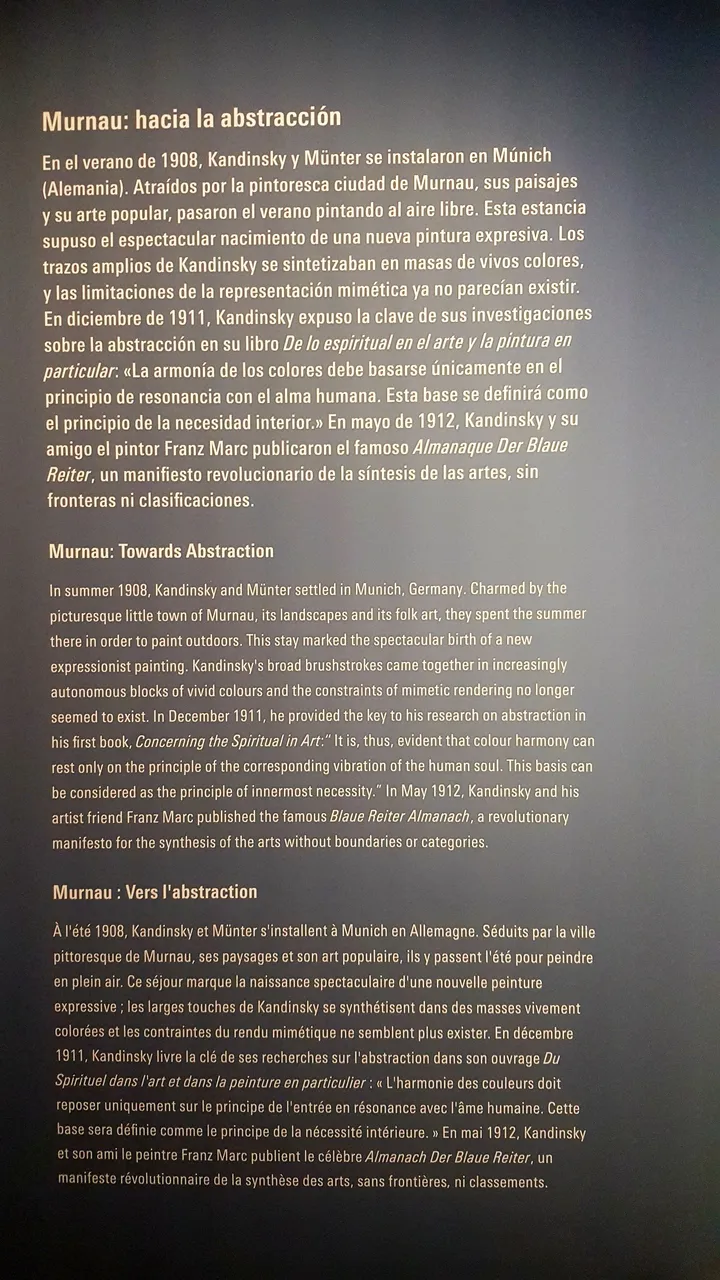 Murnau: hacia la abstracción
En el verano de 1908, Kandinsky y Münter se instalaron en Múnich
(Alemania). Atraídos por la pintoresca ciudad de Murnau, sus paisajes
y su arte popular, pasaron el verano pintando al aire libre. Esta estancia
supuso el espectacular nacimiento de una nueva pintura expresiva. Los
trazos amplios de Kandinsky se sintetizaban en masas de vivos colores,
y las limitaciones de la representación mimética ya no parecían existir.
En diciembre de 1911, Kandinsky expuso la clave de sus investigaciones
sobre la abstracción en su libro De lo espiritual en el arte y la pintura en
particular: «La armonía de los colores debe basarse únicamente en el
principio de resonancia con el alma humana. Esta base se definirá como
el principio de la necesidad interior.» En mayo de 1912, Kandinsky y su
amigo el pintor Franz Marc publicaron el famoso Almanaque Der Blaue
Reiter, un manifiesto revolucionario de la síntesis de las artes, sin
fronteras ni clasificaciones.
Murnau: Towards Abstraction
In summer 1908, Kandinsky and Münter settled in Munich, Germany. Charmed by the
picturesque little town of Murnau, its landscapes and its folk art, they spent the summer
there in order to paint outdoors. This stay marked the spectacular birth of a new
expressionist painting. Kandinsky's broad brushstrokes came together in increasingly
autonomous blocks of vivid colours and the constraints of mimetic rendering no longer
seemed to exist. In December 1911, he provided the key to his research on abstraction in
his first book, Concerning the Spiritual in Art:“ It is, thus, evident that colour harmony can
rest only on the principle of the corresponding vibration of the human soul. This basis can
be considered as the principle of innermost necessity.” In May 1912, Kandinsky and his
artist friend Franz Marc published the famous Blaue Reiter Almanach, a revolutionary
manifesto for the synthesis of the arts without boundaries or categories.
Murnau : Vers l'abstraction
À l'été 1908, Kandinsky et Münter s'installent à Munich en Allemagne. Séduits par la ville
pittoresque de Murnau, ses paysages et son art populaire, ils y passent l'été pour peindre
en plein air. Ce séjour marque la naissance spectaculaire d'une nouvelle peinture
expressive ; les larges touches de Kandinsky se synthétisent dans des masses vivement
colorées et les contraintes du rendu mimétique ne semblent plus exister. En décembre
1911, Kandinsky livre la clé de ses recherches sur l'abstraction dans son ouvrage Du
Spirituel dans l'art et dans la peinture en particulier : « L'harmonie des couleurs doit
reposer uniquement sur le principe de l'entrée en résonance avec l'âme humaine. Cette
base sera définie comme le principe de la nécessité intérieure. » En mai 1912, Kandinsky
et son ami le peintre Franz Marc publient le célèbre Almanach Der Blaue Reiter, un
manifeste révolutionnaire de la synthèse des arts, sans frontières, ni classements.